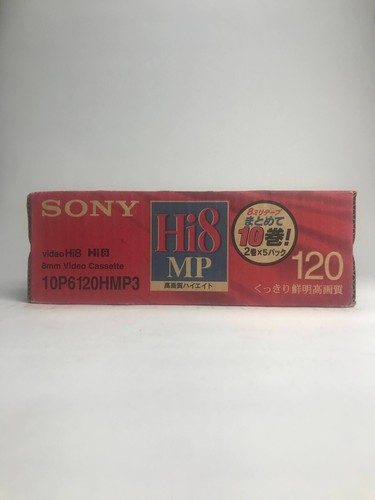 SONY
video Hi8 Hi8
8mm Video Cassette
10P6120HMP3
Hi8
MP
高画質ハイエイト
8ミリテープ
まとめて
10巻!
2巻×5パック
120
くっきり鮮明高画質